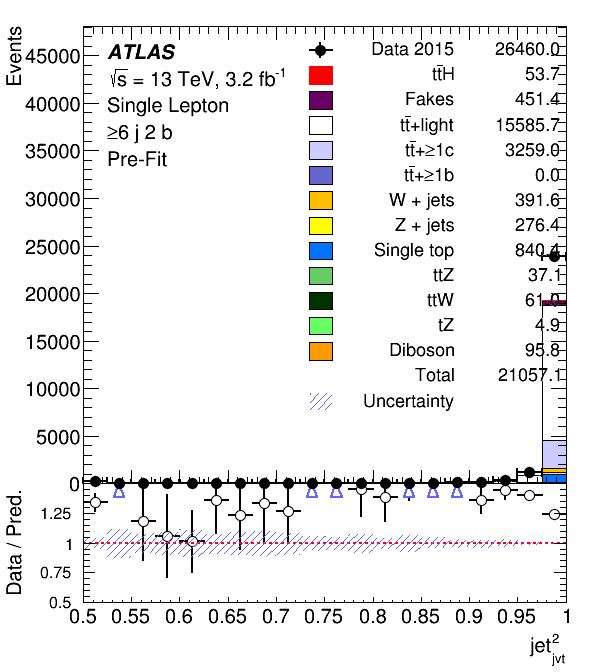 Events
45000
40000
35000
30000
25000
20000
15000
10000
5000
0
ATLAS
√s = 13 TeV, 3.2 fb⁻¹
Single Lepton
≥6 j 2 b
Pre-Fit
Data 2015 26460.0
tt̄H 53.7
Fakes 451.4
tt̄+light 15585.7
tt̄+≥1c 3259.0
tt̄+≥1b 0.0
W + jets 391.6
Z + jets 276.4
Single top 840.4
ttZ 37.1
ttW 61.0
tZ 4.9
Diboson 95.8
Total 21057.1
Uncertainty
Data / Pred.
1.25
1
0.75
0.5
0.5 0.55 0.6 0.65 0.7 0.75 0.8 0.85 0.9 0.95 1
jet²_jvt